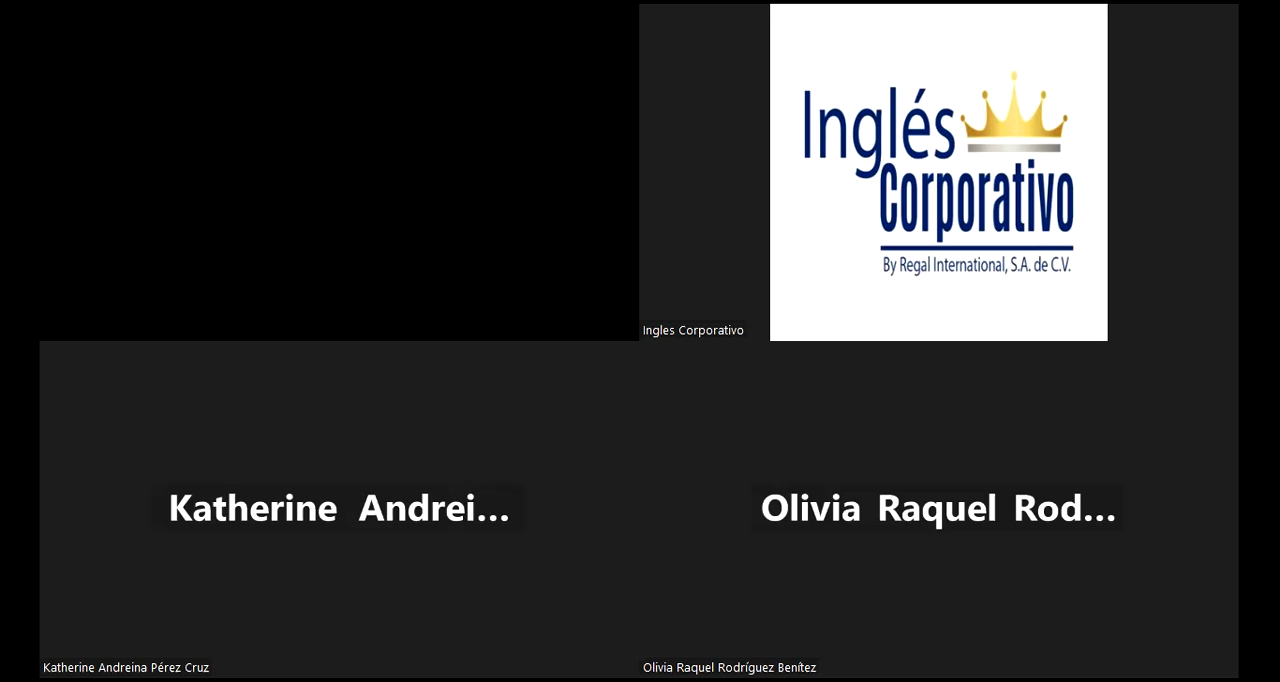 Inglés
Corporativo
By Regal International, S.A. de C.V.
Ingles Corporativo
Katherine Andrei...
Olivia Raquel Rod...
Katherine Andreina Pérez Cruz
Olivia Raquel Rodríguez Benítez